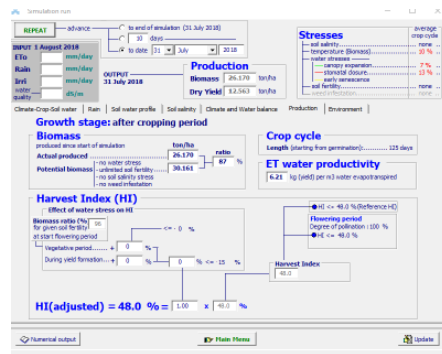 Simulation run
REPEAT
advance
to end of simulation (31 July 2018)
10 days
to date 31 July 2018
INPUT 1 August 2018
ETo mm/day
Rain mm/day
Irri mm/day
water quality dS/m
OUTPUT
31 July 2018
Production
Biomass 26.170 ton/ha
Dry Yield 12.563 ton/ha
Stresses
average crop cycle
soil salinity none
temperature (Biomass) 10 %
water stresses
canopy expansion 7 %
stomatal closure 13 %
early senescence
soil fertility none
weed infestation none
Climate-Crop-Soil water | Rain | Soil water profile | Soil salinity | Climate and Water balance | Production | Environment
Growth stage: after cropping period
Biomass
produced since start of simulation ton/ha
Actual produced 26.170
Potential biomass 30.161
- no water stress
- unlimited soil fertility
- no soil salinity stress
- no weed infestation
ratio
87 %
Crop cycle
Length (starting from germination): 125 days
ET water productivity
6.21 kg (yield) per m3 water evapotranspired
Harvest Index (HI)
Effect of water stress on HI
Biomass ratio (%)
for given soil fertility
at start flowering period
96
<= 0 %
Vegetative period + 0 %
During yield formation + 0 %
0 % <= 15 %
HI <= 48.0 %(Reference HI)
Flowering period
Degree of pollination : 100 %
HI <= 48.0 %
Harvest Index
48.0
HI(adjusted) = 48.0 % = 1.00 x 48.0 %
Numerical output
Main Menu
Update